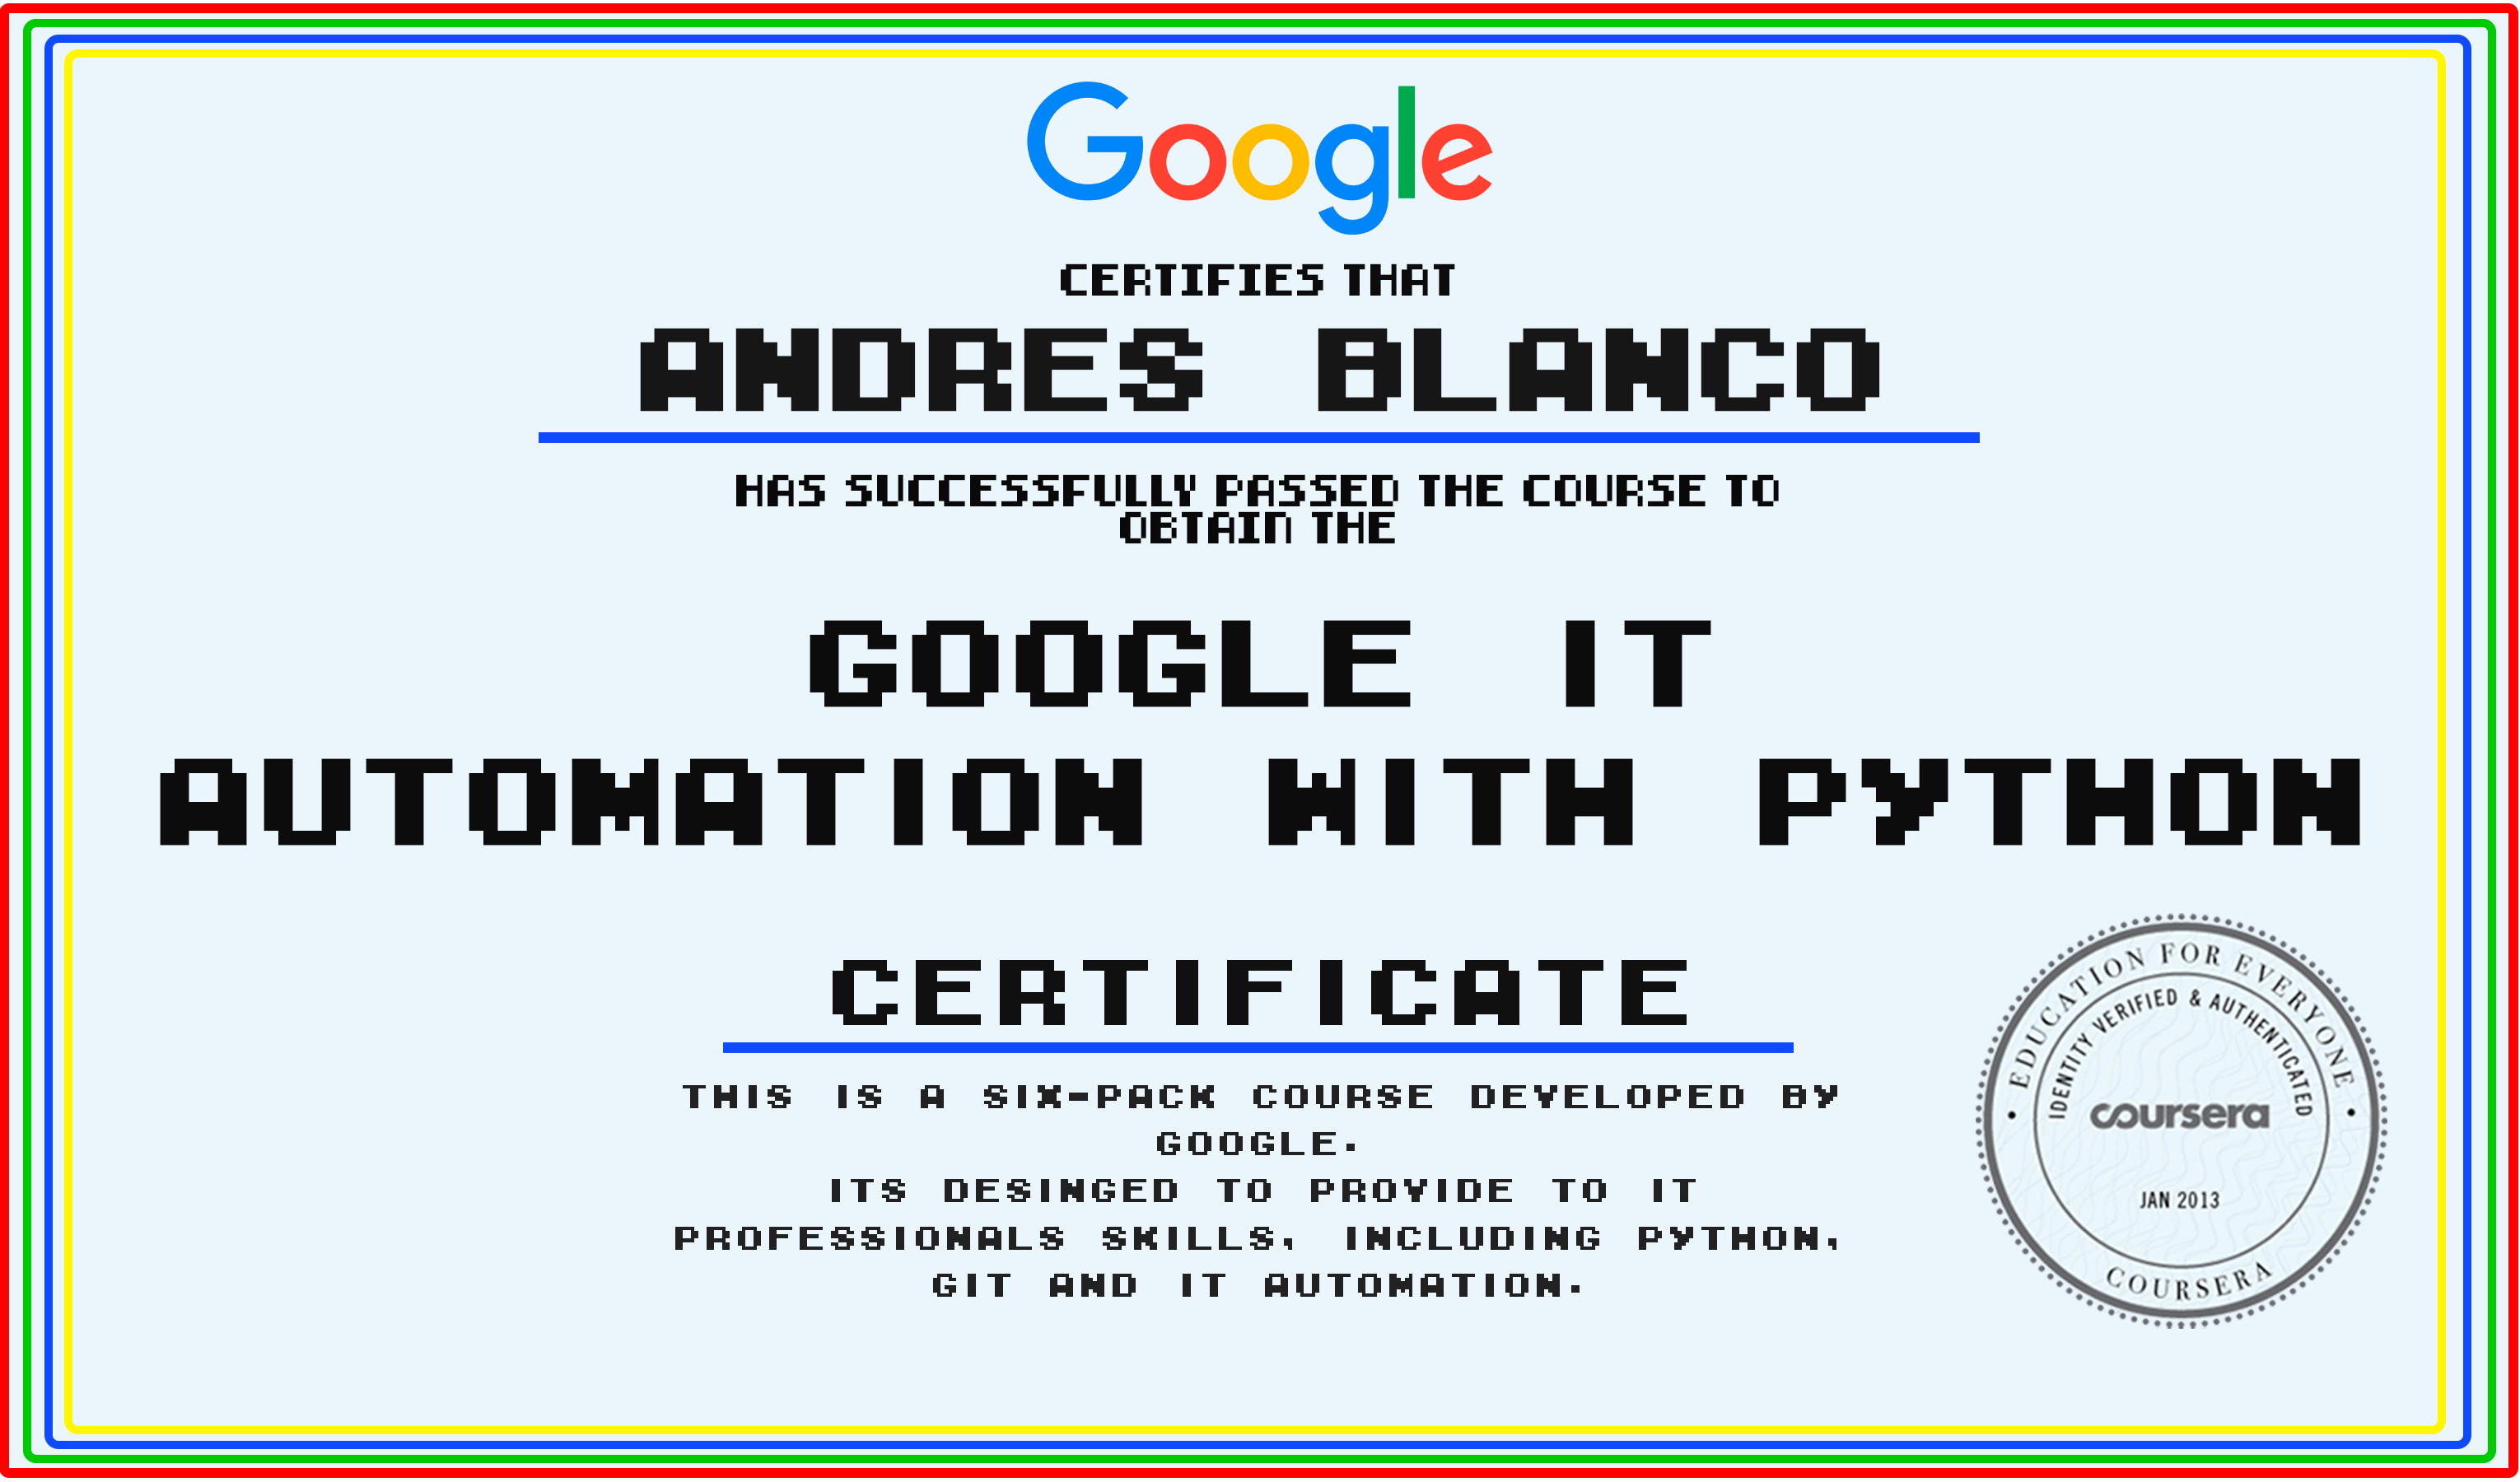 Google
CERTIFIES THAT
ANDRES BLANCO
HAS SUCCESSFULLY PASSED THE COURSE TO
OBTAIN THE
GOOGLE IT
AUTOMATION WITH PYTHON
CERTIFICATE
THIS IS A SIX-PACK COURSE DEVELOPED BY
GOOGLE.
ITS DESINGED TO PROVIDE TO IT
PROFESSIONALS SKILLS, INCLUDING PYTHON,
GIT AND IT AUTOMATION.
• EDUCATION FOR EVERYONE •
IDENTITY VERIFIED & AUTHENTICATED
coursera
JAN 2013
COURSERA